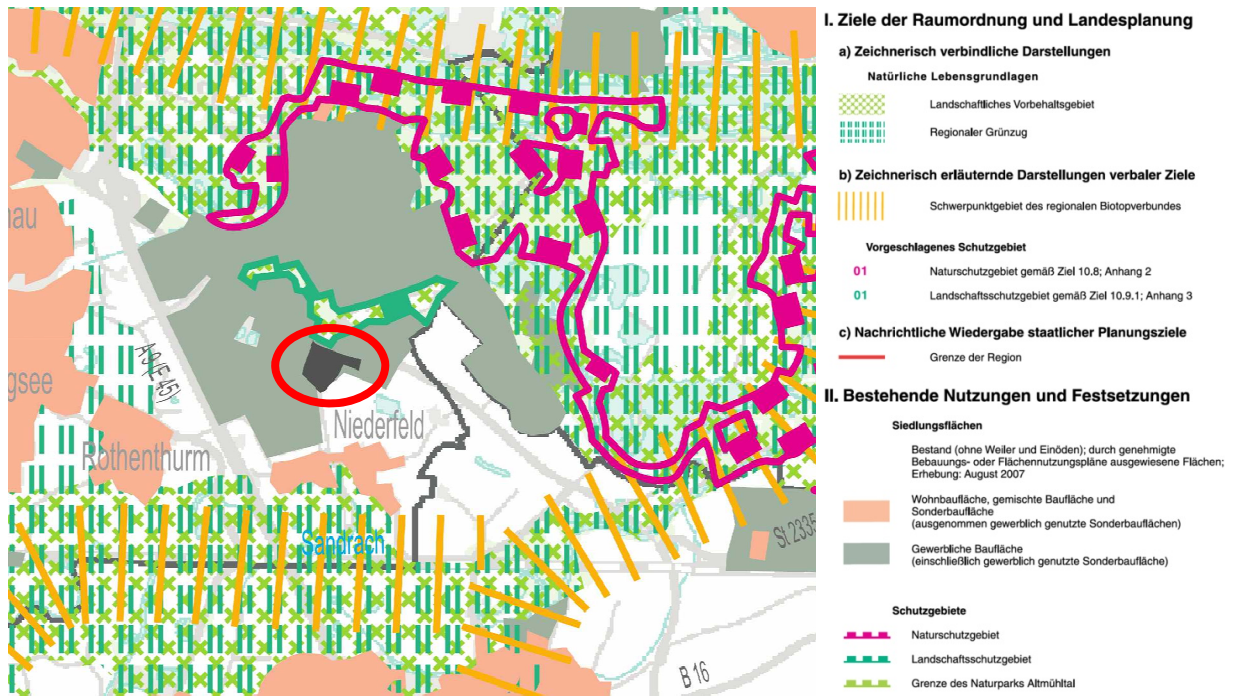 nau
gsee
A 9 (E 45)
Rothenthurm
Niederfeld
Sandrach
St 2335
B 16
I. Ziele der Raumordnung und Landesplanung
a) Zeichnerisch verbindliche Darstellungen
Natürliche Lebensgrundlagen
Landschaftliches Vorbehaltsgebiet
Regionaler Grünzug
b) Zeichnerisch erläuternde Darstellungen verbaler Ziele
Schwerpunktgebiet des regionalen Biotopverbundes
Vorgeschlagenes Schutzgebiet
01 Naturschutzgebiet gemäß Ziel 10.8; Anhang 2
01 Landschaftsschutzgebiet gemäß Ziel 10.9.1; Anhang 3
c) Nachrichtliche Wiedergabe staatlicher Planungsziele
Grenze der Region
II. Bestehende Nutzungen und Festsetzungen
Siedlungsflächen
Bestand (ohne Weiler und Einöden); durch genehmigte
Bebauungs- oder Flächennutzungspläne ausgewiesene Flächen;
Erhebung: August 2007
Wohnbaufläche, gemischte Baufläche und
Sonderbaufläche
(ausgenommen gewerblich genutzte Sonderbauflächen)
Gewerbliche Baufläche
(einschließlich gewerblich genutzte Sonderbaufläche)
Schutzgebiete
Naturschutzgebiet
Landschaftsschutzgebiet
Grenze des Naturparks Altmühltal